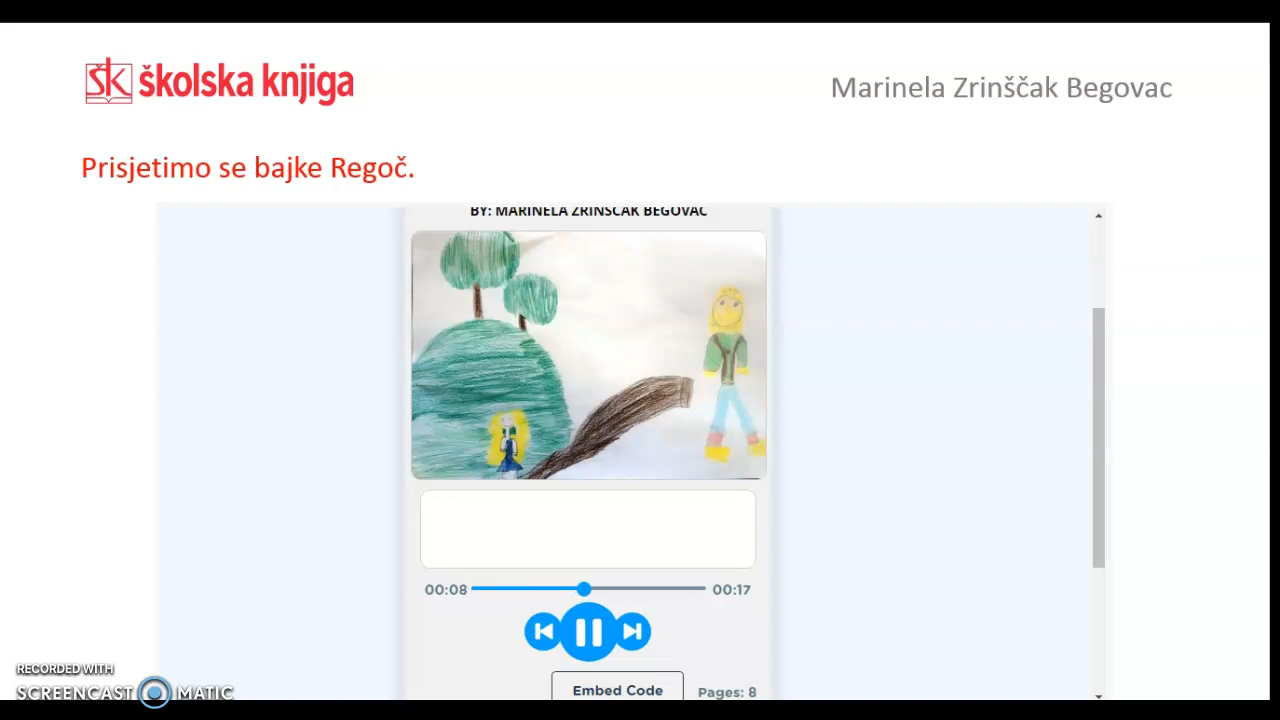 ŠK školska knjiga
Marinela Zrinščak Begovac
Prisjetimo se bajke Regoč.
BY: MARINELA ZRINSCAK BEGOVAC
00:08
00:17
Embed Code
Pages: 8
RECORDED WITH
SCREENCAST MATIC